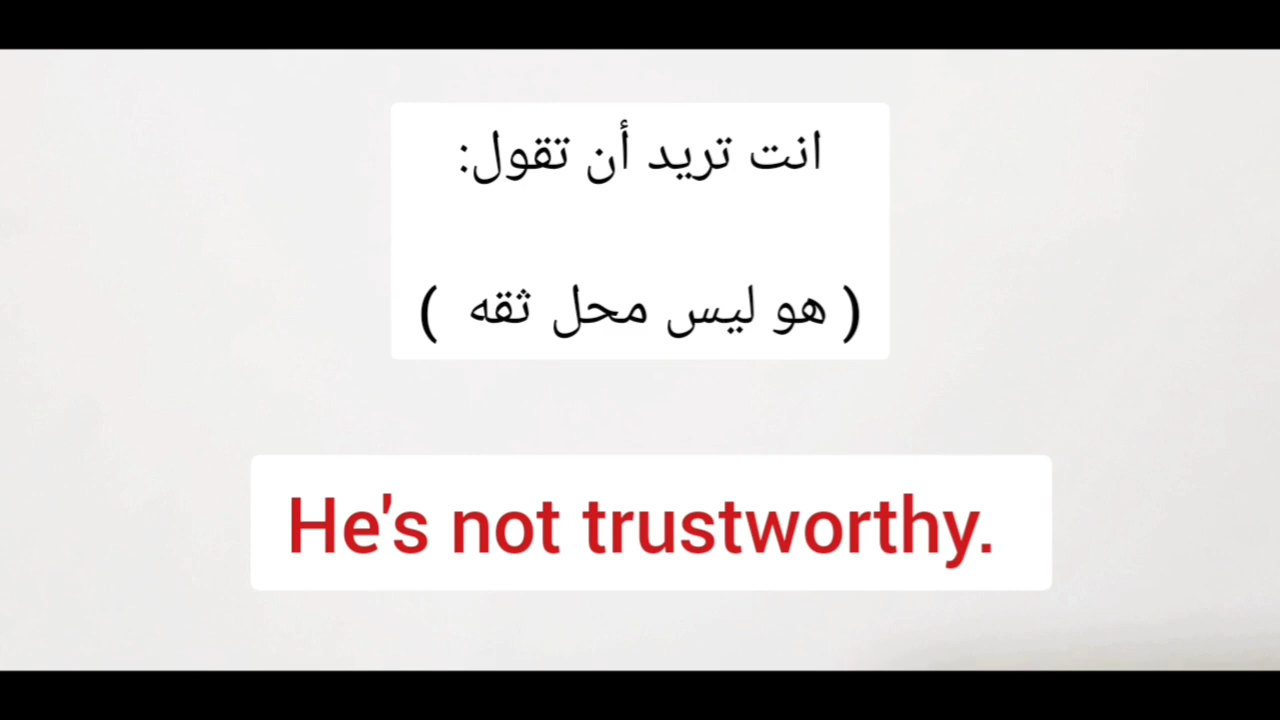 انت تريد أن تقول:
( هو ليس محل ثقه )
He's not trustworthy.